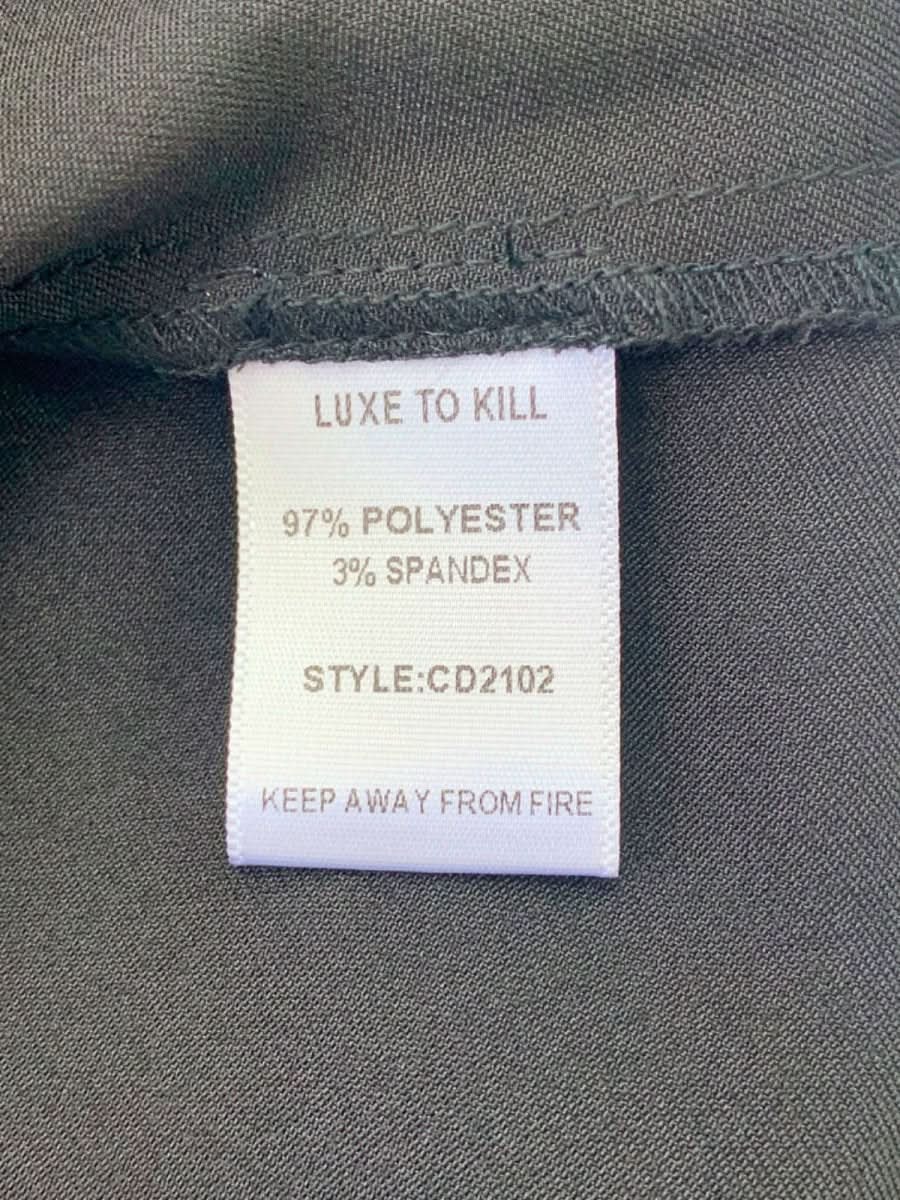 LUXE TO KILL
97% POLYESTER
3% SPANDEX
STYLE:CD2102
KEEP AWAY FROM FIRE